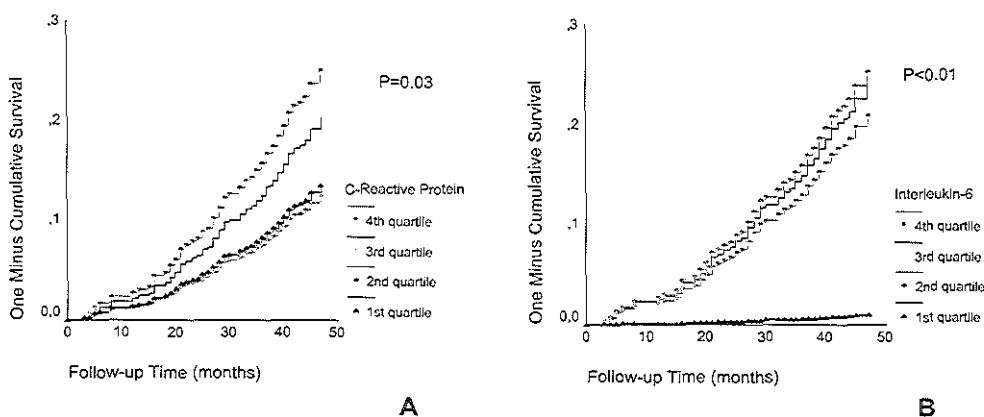 .3
.2
.1
0,0
One Minus Cumulative Survival
P=0.03
C-Reactive Protein
4th quartile
3rd quartile
2nd quartile
1st quartile
0 10 20 30 40 50
Follow-up Time (months)
A
.3
.2
.1
0,0
One Minus Cumulative Survival
P<0.01
Interleukin-6
4th quartile
3rd quartile
2nd quartile
1st quartile
0 10 20 30 40 50
Follow-up Time (months)
B